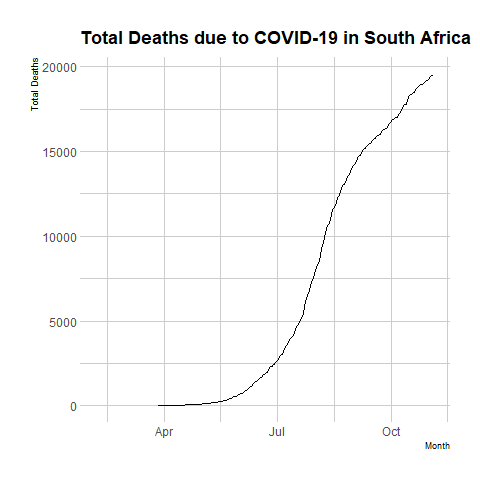 Total Deaths due to COVID-19 in South Africa
Total Deaths
20000
15000
10000
5000
0
Apr Jul Oct
Month